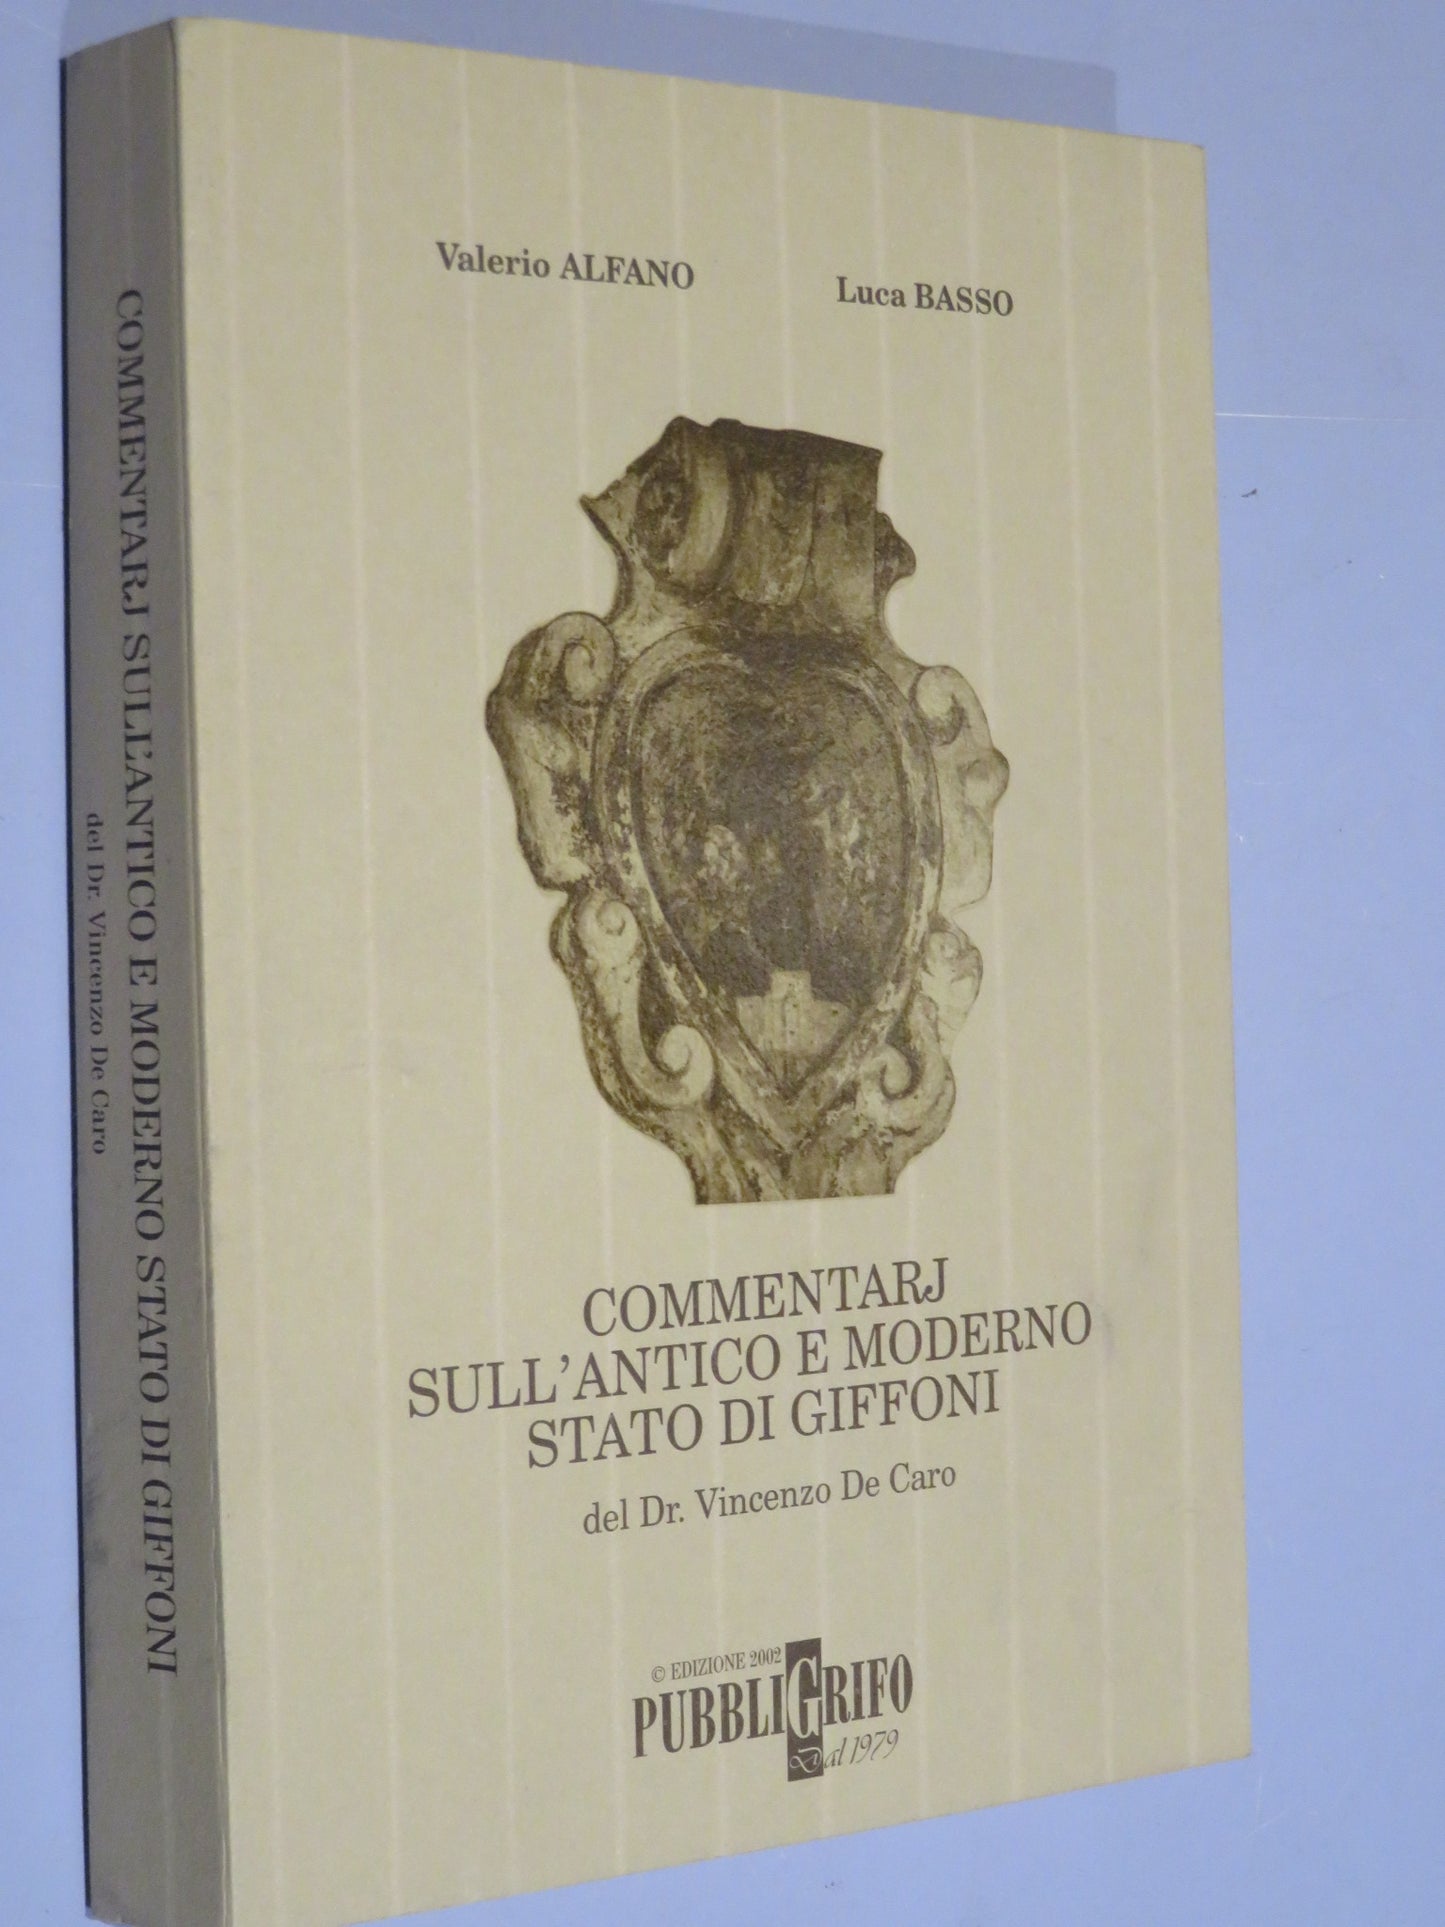 COMMENTARJ SULL'ANTICO E MODERNO STATO DI GIFFONI
del Dr. Vincenzo De Caro
Valerio ALFANO
Luca BASSO
COMMENTARJ
SULL'ANTICO E MODERNO
STATO DI GIFFONI
del Dr. Vincenzo De Caro
© EDIZIONE 2002
PUBBLIGRIFO
Dal 1979